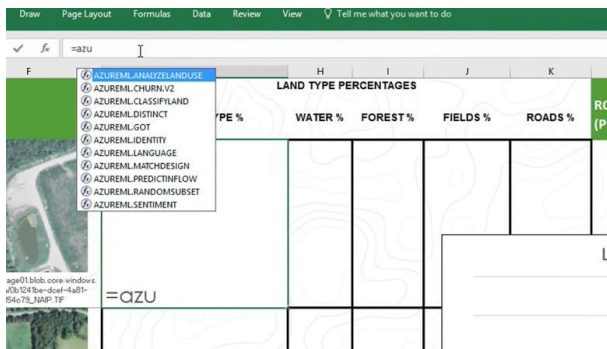 Draw Page Layout Formulas Data Review View Tell me what you want to do
fx =azu
F H I J K
AZUREML.ANALYZELANDUSE
AZUREML.CHURN.V2
AZUREML.CLASSIFYLAND
AZUREML.DISTINCT
AZUREML.GOT
AZUREML.IDENTITY
AZUREML.LANGUAGE
AZUREML.MATCHDESIGN
AZUREML.PREDICTINFLOW
AZUREML.RANDOMSUBSET
AZUREML.SENTIMENT
LAND TYPE PERCENTAGES
YPE % WATER % FOREST % FIELDS % ROADS %
RO
(P
age01.blob.core.windows.
/0b1241be-dcef-4a81-
954c79_NAIP.TIF
=azu
L